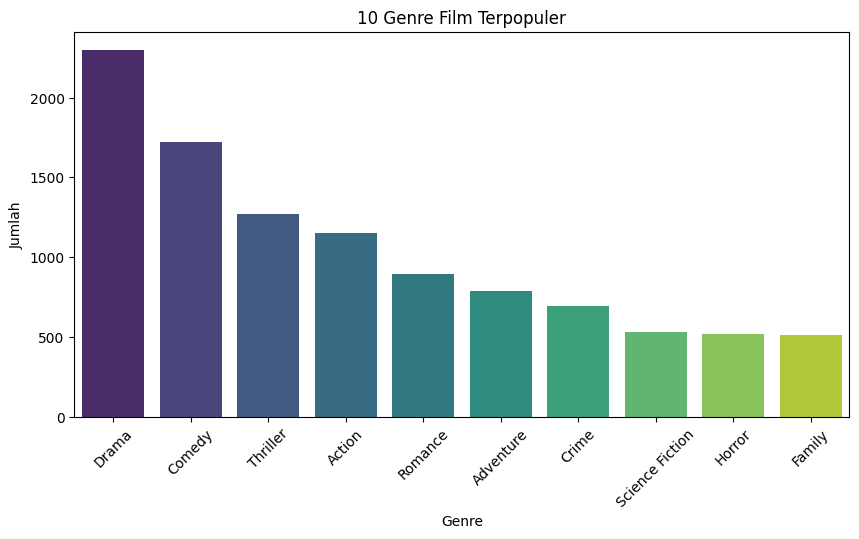 10 Genre Film Terpopuler
Jumlah
2000
1500
1000
500
0
Drama
Comedy
Thriller
Action
Romance
Adventure
Crime
Science Fiction
Horror
Family
Genre